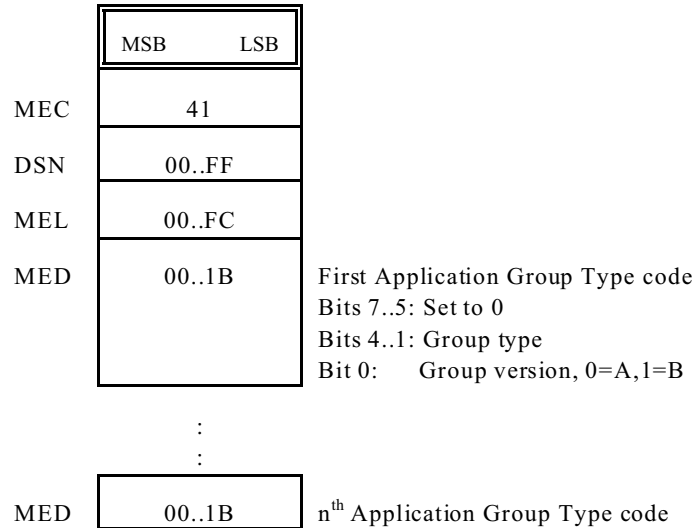 MSB LSB
MEC 41
DSN 00..FF
MEL 00..FC
MED 00..1B First Application Group Type code
Bits 7..5: Set to 0
Bits 4..1: Group type
Bit 0: Group version, 0=A,1=B
:
:
MED 00..1B nth Application Group Type code